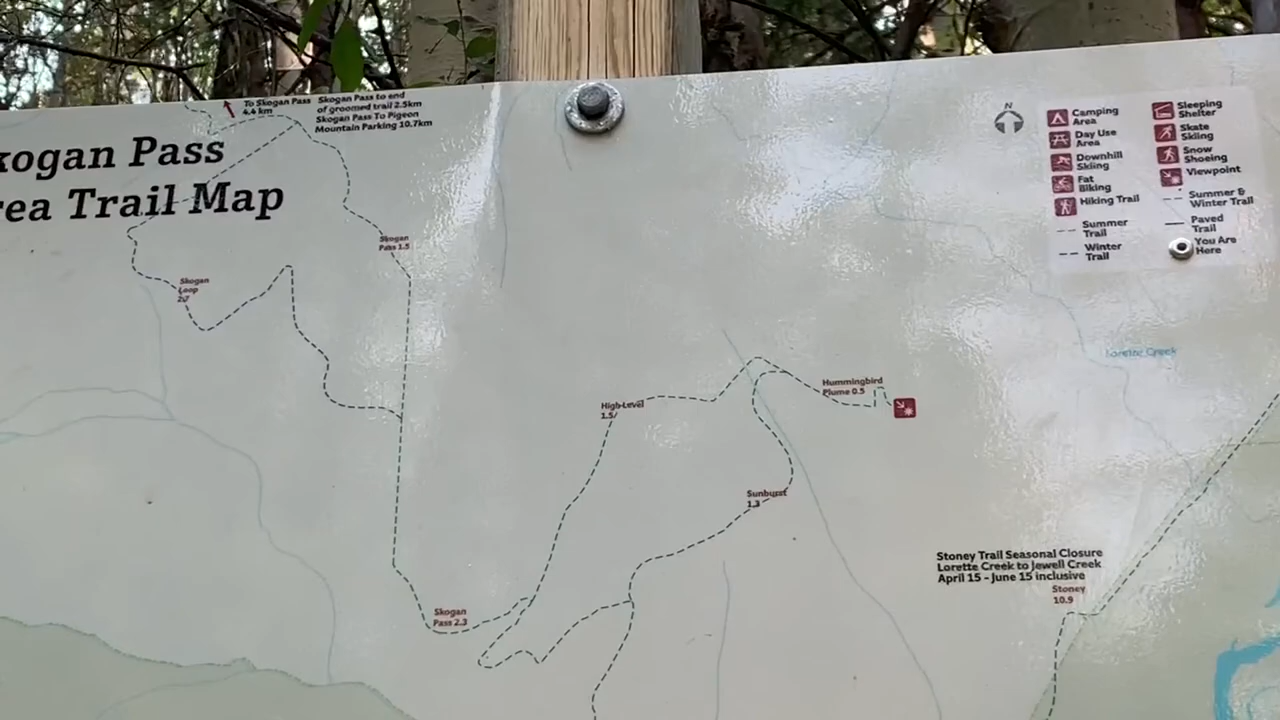 To Skogan Pass
4.4 km
Skogan Pass to end
of groomed trail 2.5km
Skogan Pass To Pigeon
Mountain Parking 10.7km
kogan Pass
rea Trail Map
N
Camping
Area
Day Use
Area
Downhill
Skiing
Fat
Biking
Hiking Trail
Summer
Trail
Winter
Trail
Sleeping
Shelter
Skate
Skiing
Snow
Shoeing
Viewpoint
Summer &
Winter Trail
Paved
Trail
You Are
Here
Skogan
Pass 1.5
Skogan
Loop
2.7
Lorette Creek
Hummingbird
Plume 0.5
High-Level
1.5
Sunburst
1.3
Stoney Trail Seasonal Closure
Lorette Creek to Jewell Creek
April 15 - June 15 inclusive
Stoney
10.9
Skogan
Pass 2.3